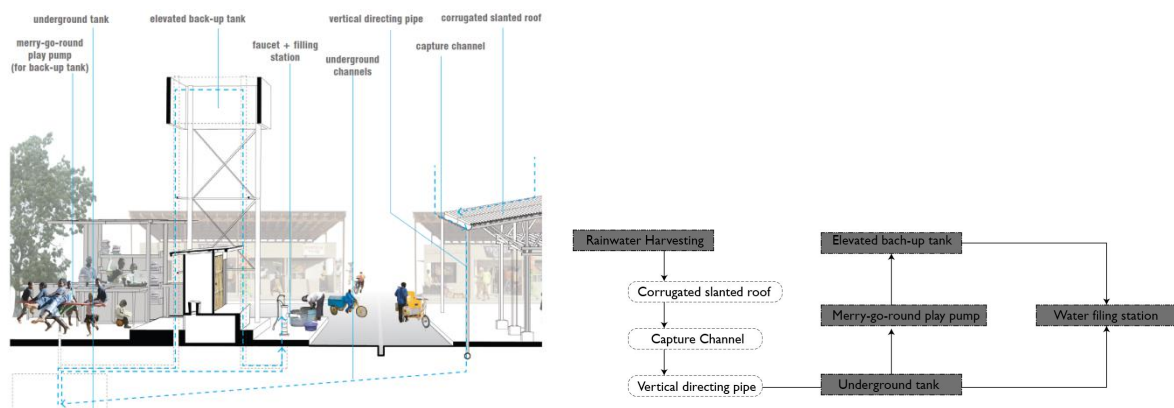 underground tank
elevated back-up tank
vertical directing pipe
corrugated slanted roof
merry-go-round
play pump
(for back-up tank)
faucet + filling
station
underground
channels
capture channel
Rainwater Harvesting
Corrugated slanted roof
Capture Channel
Vertical directing pipe
Elevated bach-up tank
Merry-go-round play pump
Underground tank
Water filing station